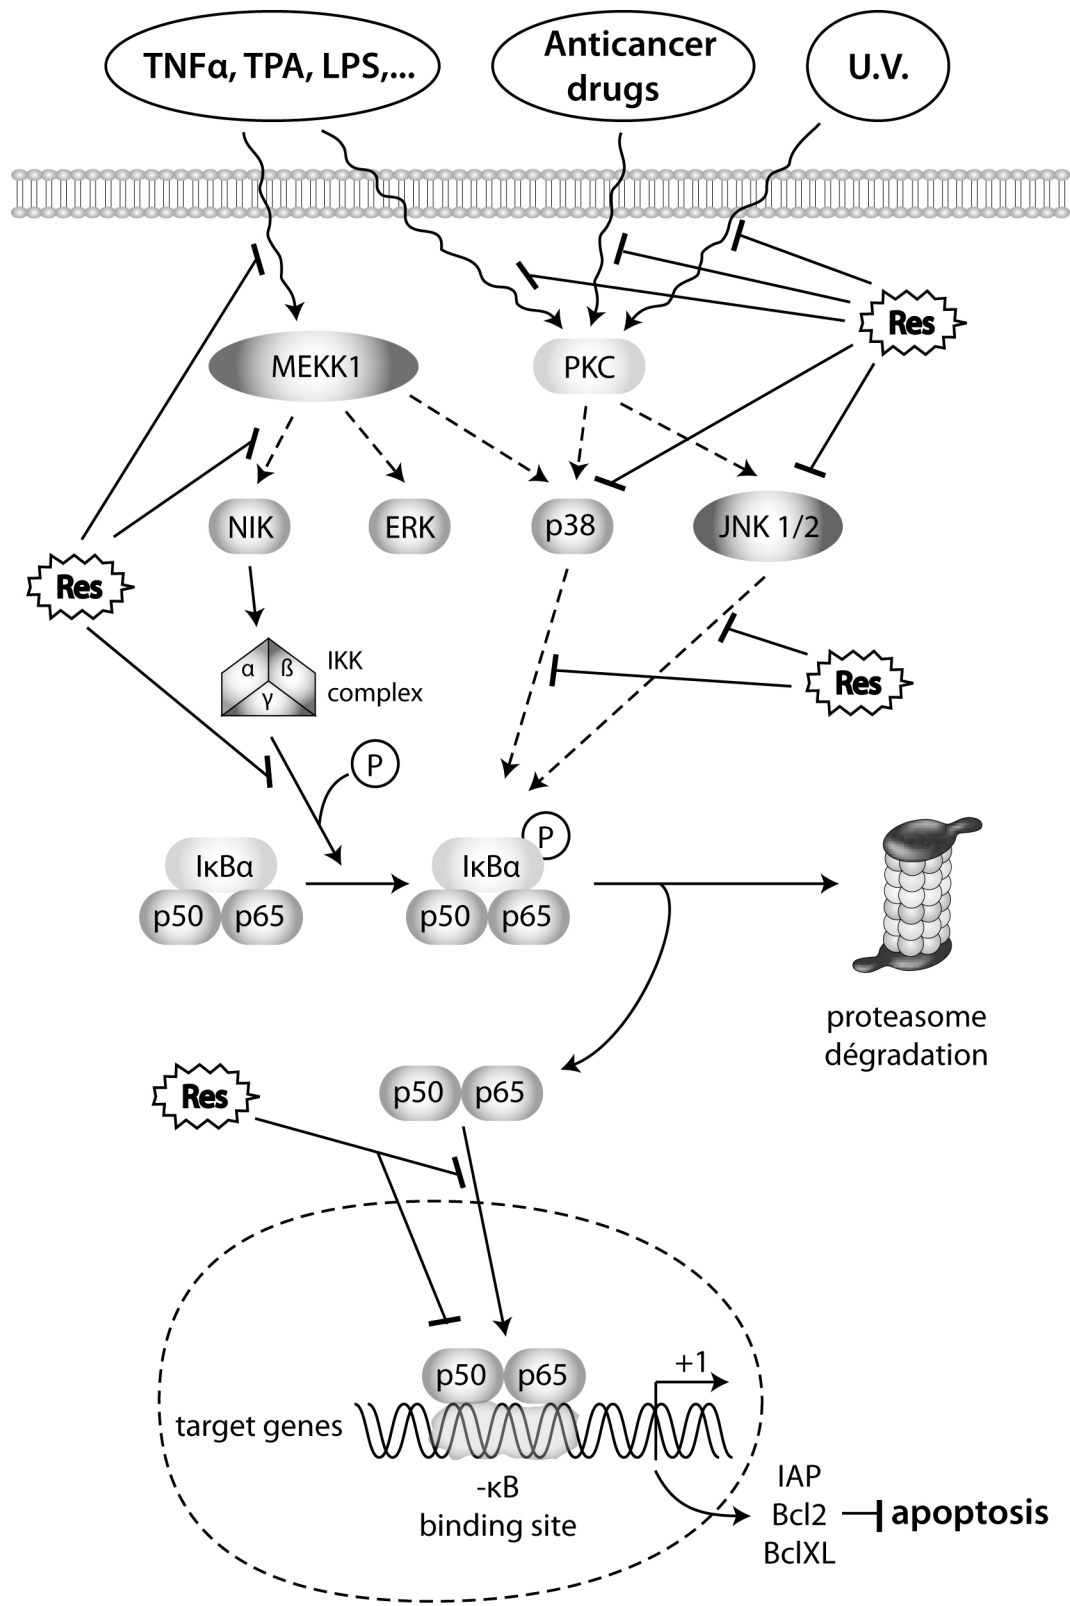 TNFα, TPA, LPS,...
Anticancer
drugs
U.V.
Res
MEKK1
PKC
NIK
ERK
p38
JNK 1/2
Res
α
ß
γ
IKK
complex
Res
P
P
IκBα
p50
p65
IκBα
p50
p65
proteasome
dégradation
Res
p50
p65
p50
p65
+1
target genes
-κB
binding site
IAP
Bcl2
apoptosis
BclXL